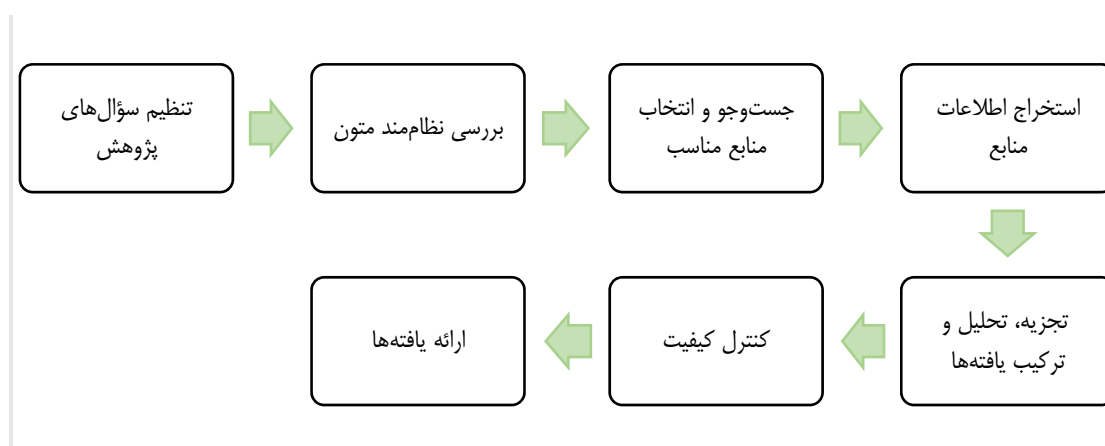 تنظیم سؤال‌های
پژوهش
بررسی نظام‌مند متون
جست‌وجو و انتخاب
منابع مناسب
استخراج اطلاعات
منابع
تجزیه، تحلیل و
ترکیب یافته‌ها
کنترل کیفیت
ارائه یافته‌ها